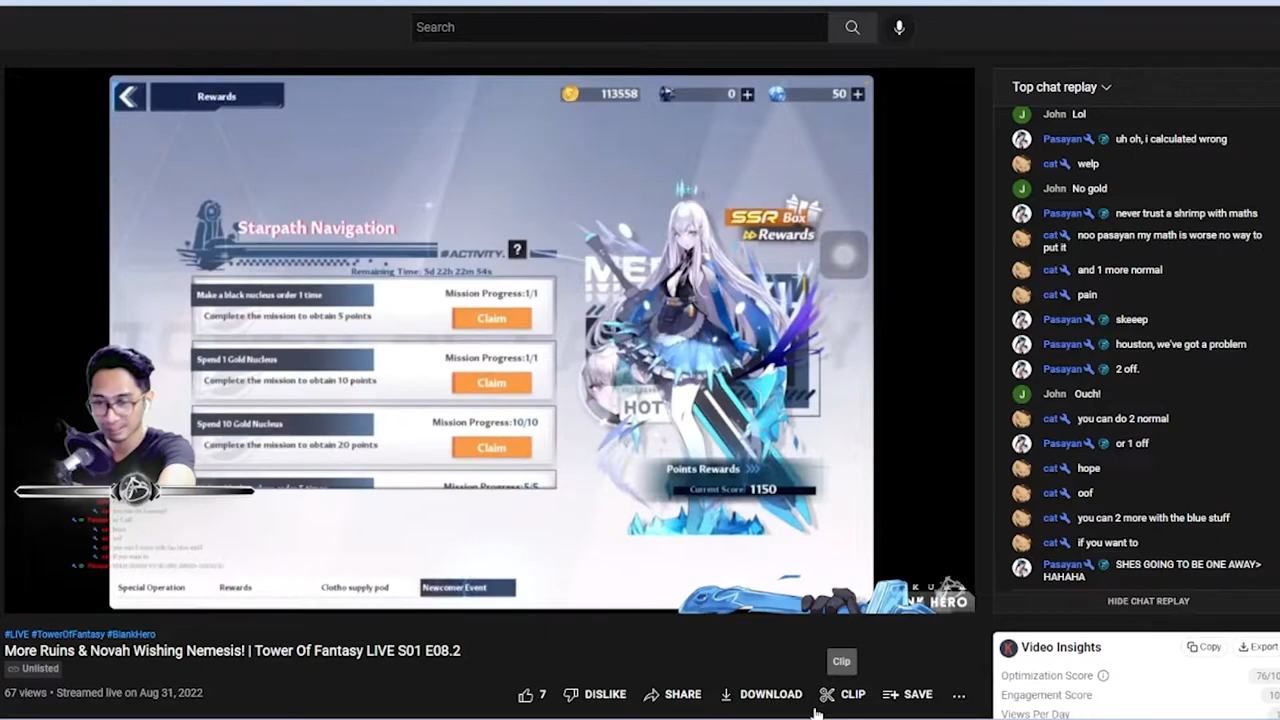 Search
Rewards
113558
0
50
Starpath Navigation
#ACTIVITY.
?
Remaining Time: 5d 22h 22m 54s
Make a black nucleus order 1 time
Mission Progress:1/1
Complete the mission to obtain 5 points
Claim
Spend 1 Gold Nucleus
Mission Progress:1/1
Complete the mission to obtain 10 points
Claim
Spend 10 Gold Nucleus
Mission Progress:10/10
Complete the mission to obtain 20 points
Claim
Mission Progress:5/5
SSR Box
Rewards
HOT
Points Rewards
Current Score: 1150
Special Operation
Rewards
Clotho supply pod
Newcomer Event
HERO
Top chat replay
J John Lol
Pasayan uh oh, i calculated wrong
cat welp
J John No gold
Pasayan never trust a shrimp with maths
cat noo pasayan my math is worse no way to
put it
cat and 1 more normal
cat pain
Pasayan skeeep
Pasayan houston, we've got a problem
Pasayan 2 off.
J John Ouch!
cat you can do 2 normal
Pasayan or 1 off
cat hope
cat oof
cat you can 2 more with the blue stuff
cat if you want to
Pasayan SHES GOING TO BE ONE AWAY>
HAHAHA
HIDE CHAT REPLAY
#LIVE #TowerOfFantasy #BlankHero
More Ruins & Novah Wishing Nemesis! | Tower Of Fantasy LIVE S01 E08.2
Unlisted
67 views • Streamed live on Aug 31, 2022
Clip
7
DISLIKE
SHARE
DOWNLOAD
CLIP
SAVE
Video Insights
Copy
Export
Optimization Score
76/10
Engagement Score
10
Views Per Day